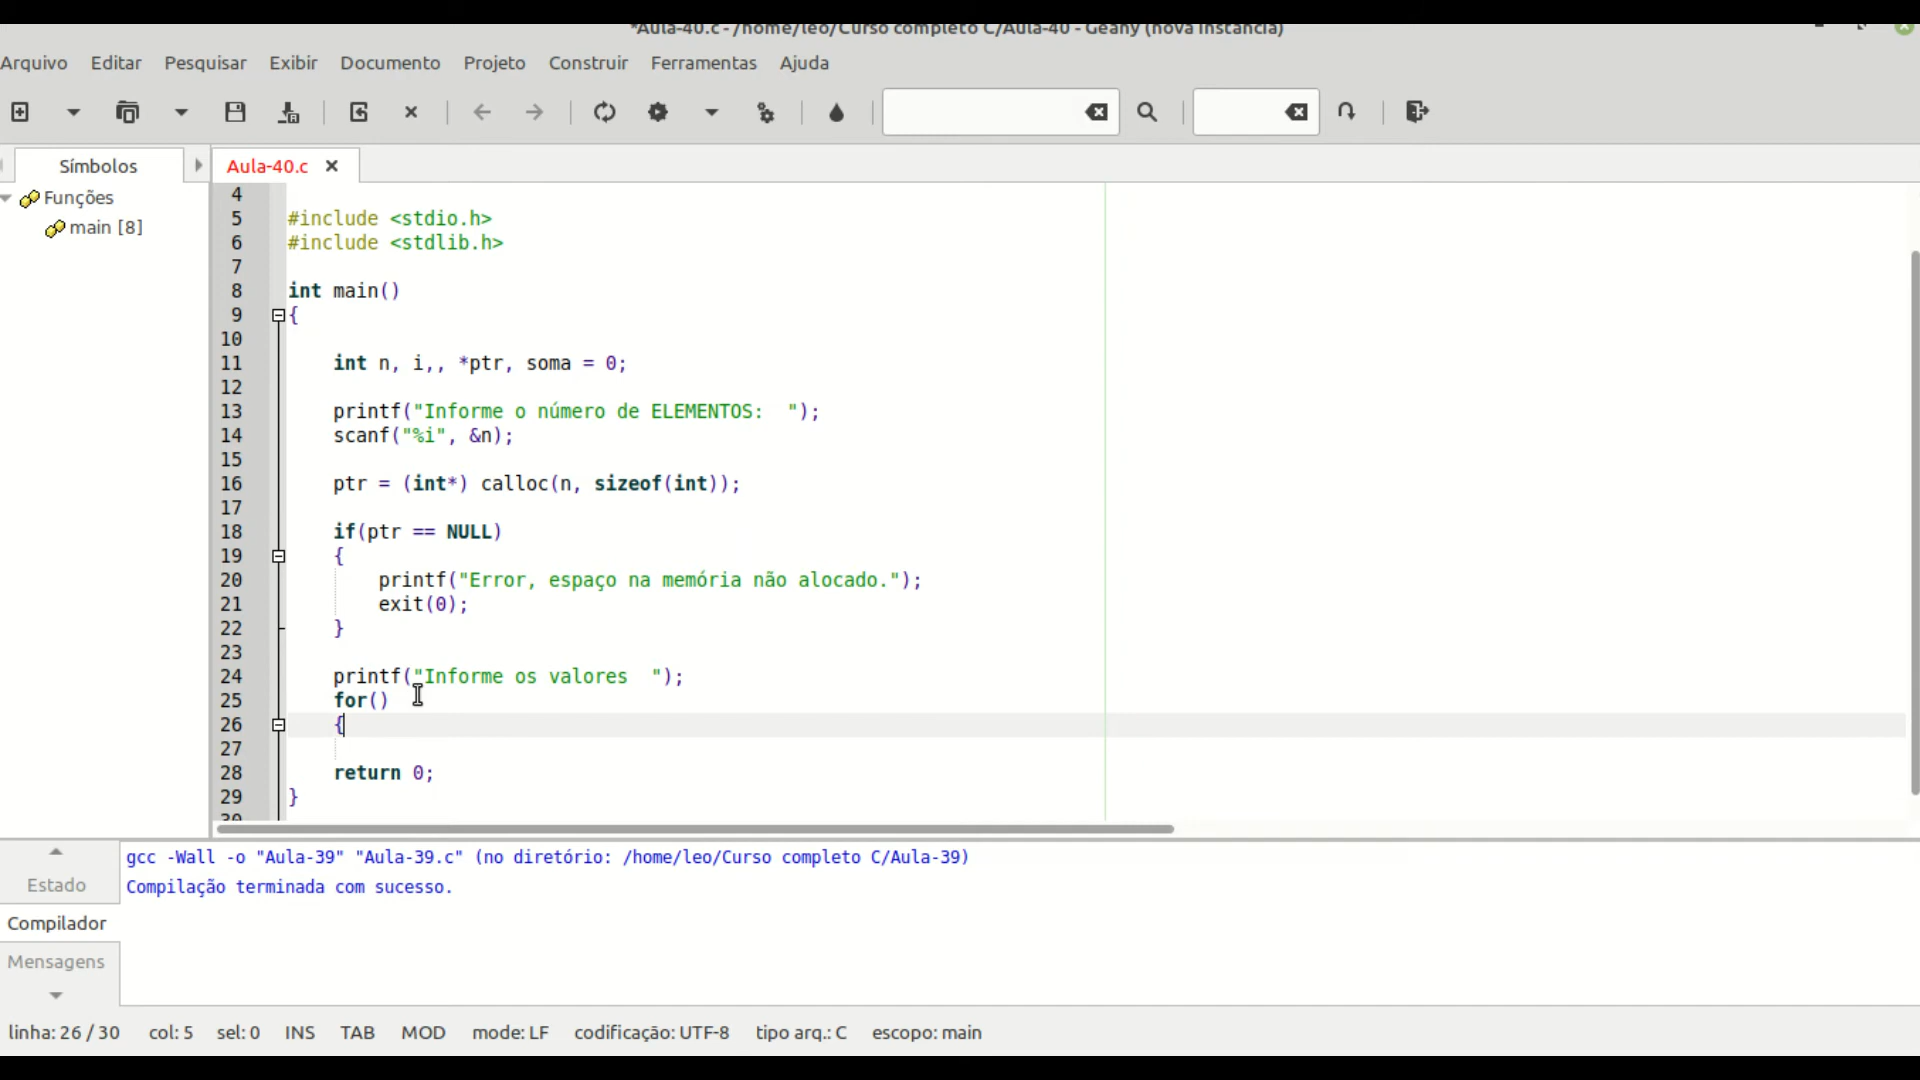 *Aula-40.c - /home/leo/Curso completo C/Aula-40 - Geany (nova instância)
Arquivo Editar Pesquisar Exibir Documento Projeto Construir Ferramentas Ajuda
Símbolos
Aula-40.c
Funções
main [8]
4
5 #include <stdio.h>
6 #include <stdlib.h>
7
8 int main()
9 {
10
11 int n, i,, *ptr, soma = 0;
12
13 printf("Informe o número de ELEMENTOS:  ");
14 scanf("%i", &n);
15
16 ptr = (int*) calloc(n, sizeof(int));
17
18 if(ptr == NULL)
19 {
20 printf("Error, espaço na memória não alocado.");
21 exit(0);
22 }
23
24 printf("Informe os valores  ");
25 for()
26 {
27
28 return 0;
29 }
30
Estado
Compilador
Mensagens
gcc -Wall -o "Aula-39" "Aula-39.c" (no diretório: /home/leo/Curso completo C/Aula-39)
Compilação terminada com sucesso.
linha: 26 / 30 col: 5 sel: 0 INS TAB MOD mode: LF codificação: UTF-8 tipo arq.: C escopo: main